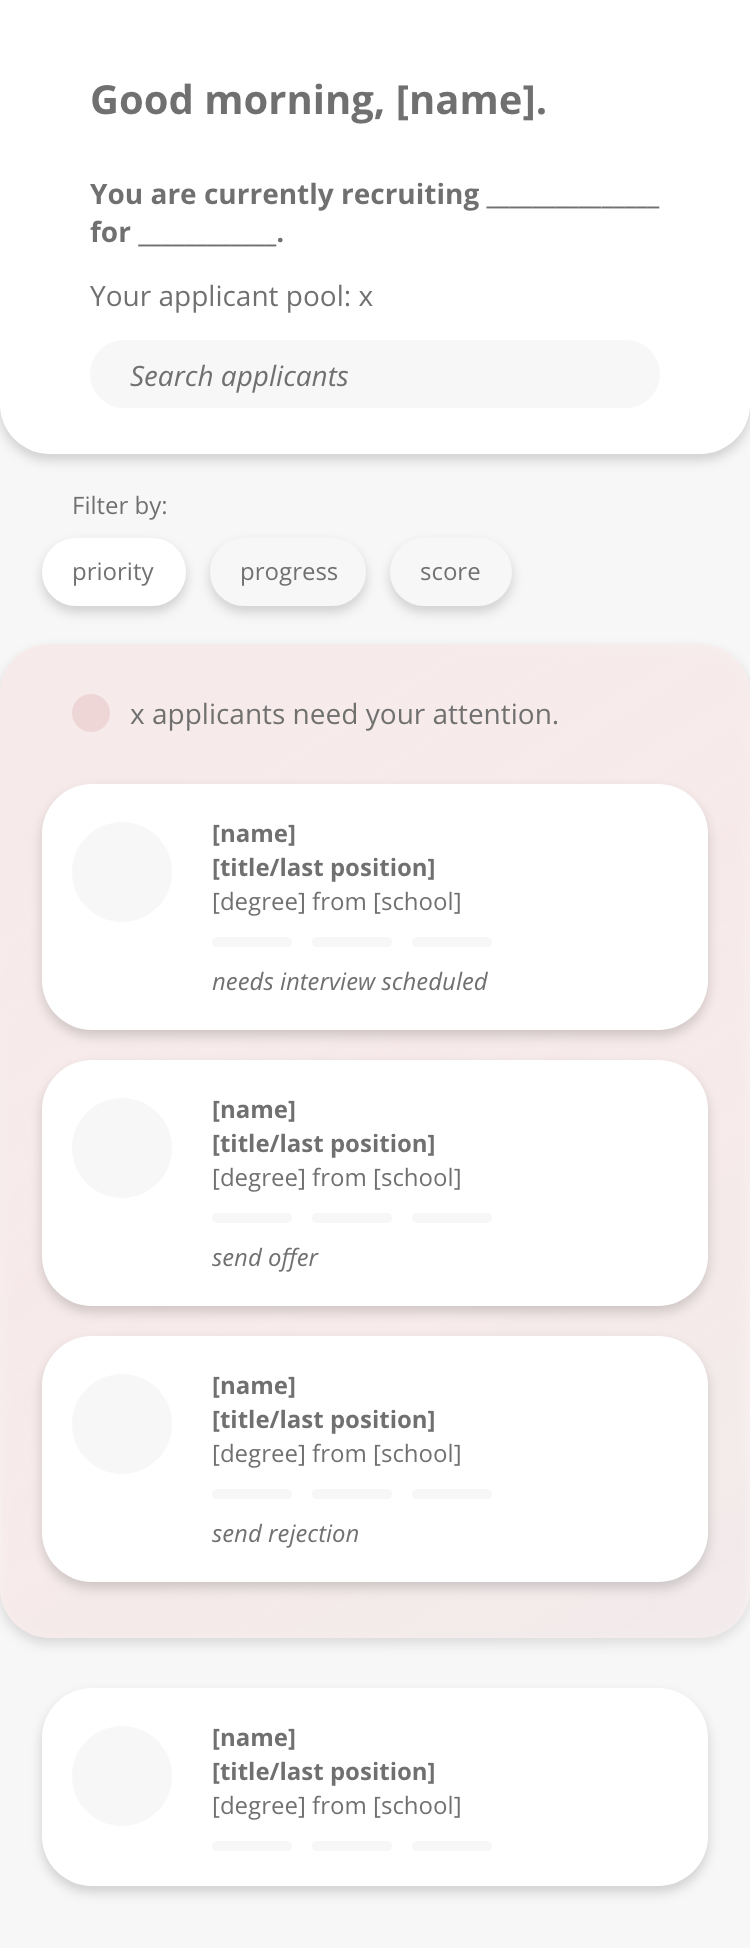 Good morning, [name].
You are currently recruiting _______________
for ____________.
Your applicant pool: x
Search applicants
Filter by:
priority
progress
score
x applicants need your attention.
[name]
[title/last position]
[degree] from [school]
needs interview scheduled
[name]
[title/last position]
[degree] from [school]
send offer
[name]
[title/last position]
[degree] from [school]
send rejection
[name]
[title/last position]
[degree] from [school]